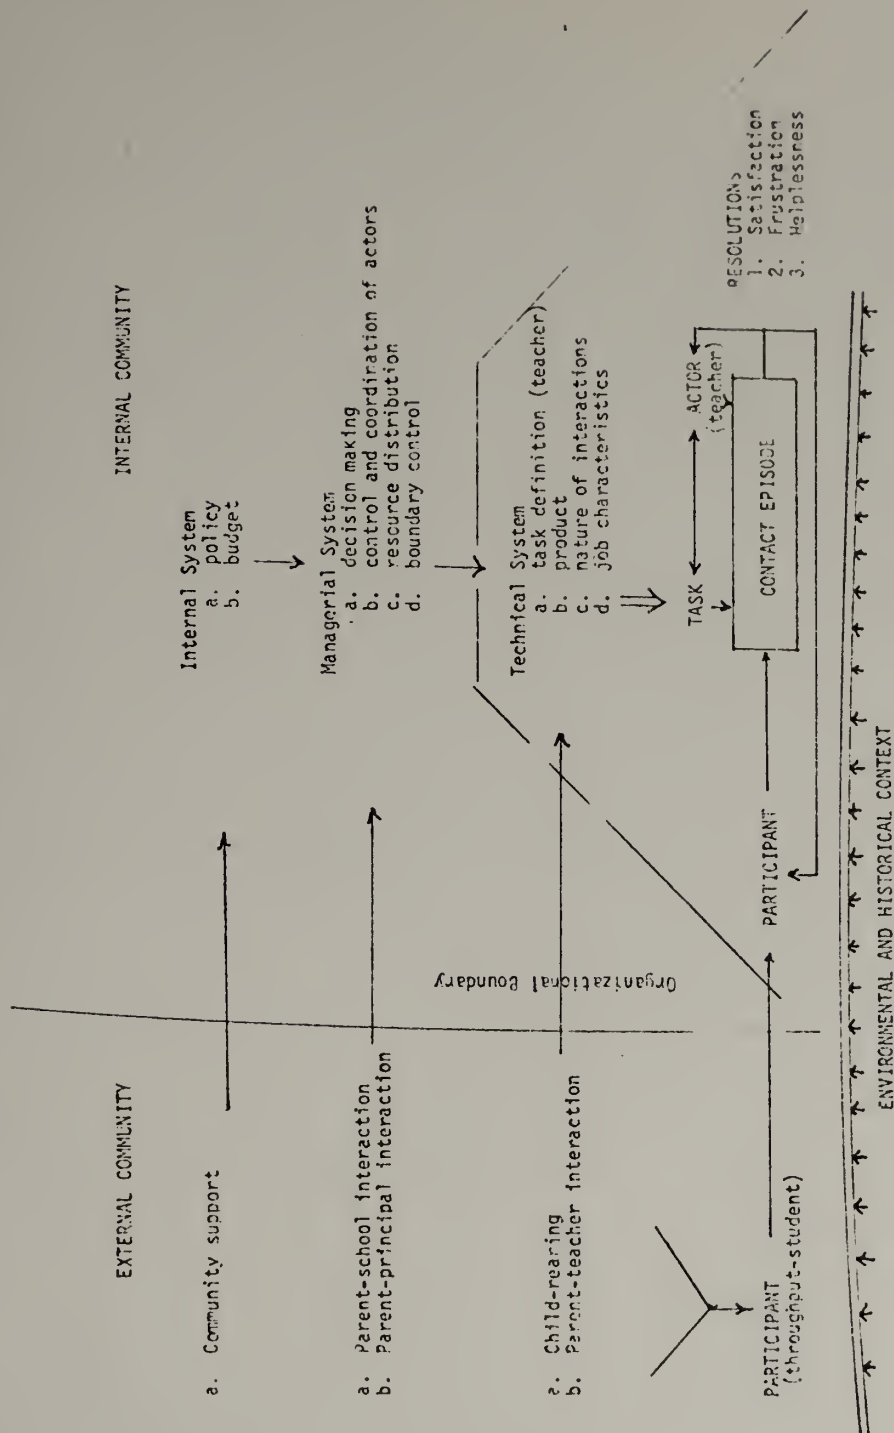 EXTERNAL COMMUNITY
INTERNAL COMMUNITY
a. Community support
Internal System
a. policy
b. budget
a. Parent-school interaction
b. Parent-principal interaction
Managerial System
a. decision making
b. control and coordination of actors
c. resource distribution
d. boundary control
Organizational Boundary
a. Child-rearing
b. Parent-teacher interaction
Technical System
a. task definition (teacher)
b. product
c. nature of interactions
d. job characteristics
TASK
ACTOR
(teacher)
CONTACT EPISODE
RESOLUTIONS
1. Satisfaction
2. Frustration
3. Helplessness
PARTICIPANT
(throughput-student)
PARTICIPANT
ENVIRONMENTAL AND HISTORICAL CONTEXT